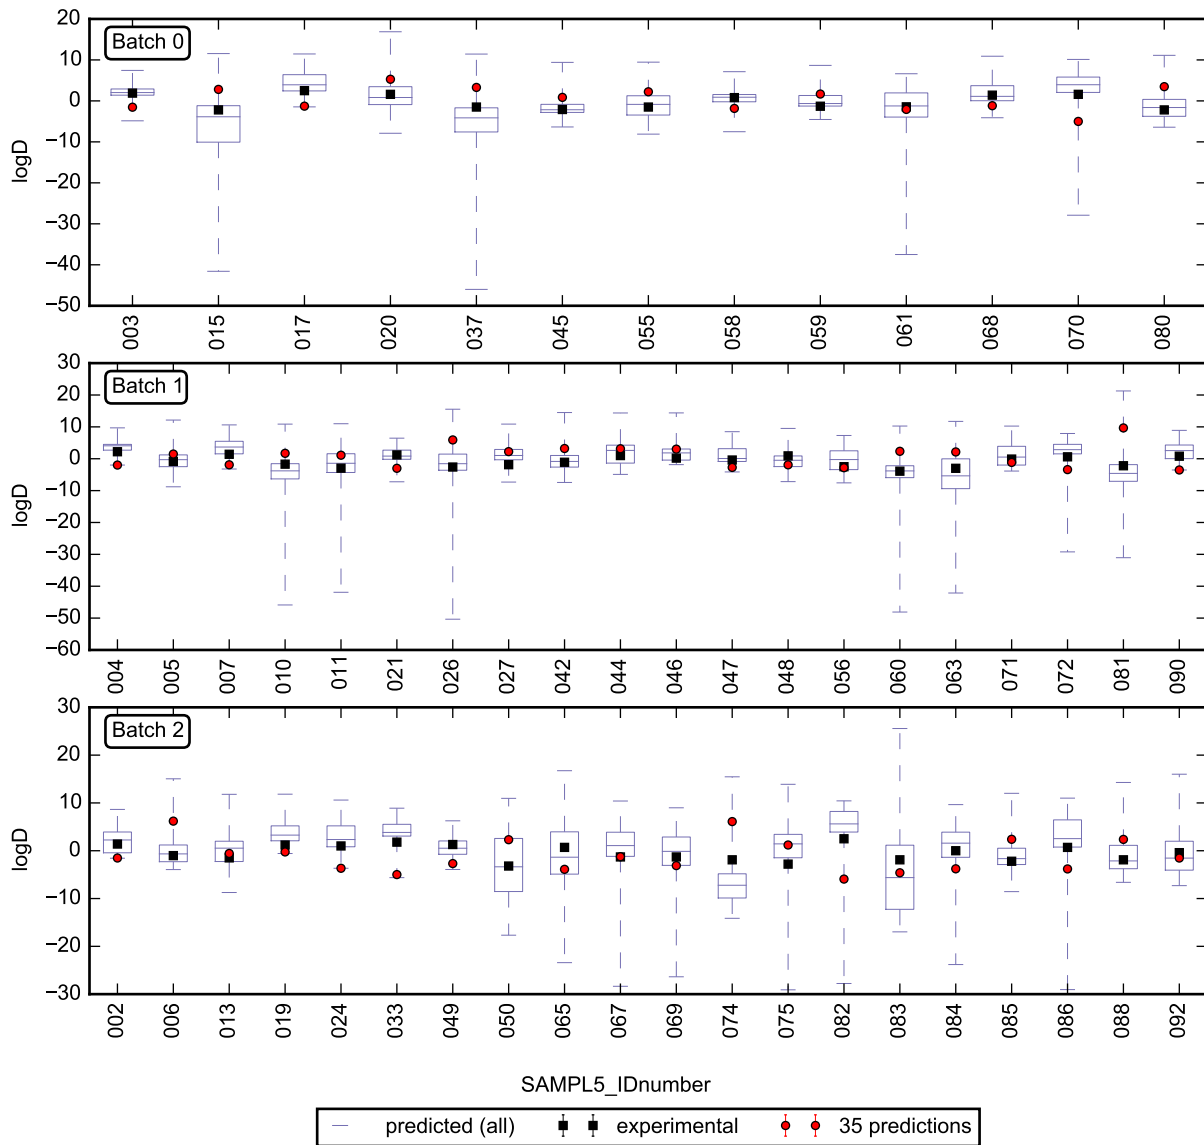 20
Batch 0
10
0
−10
−20
−30
−40
−50
logD
003 015 017 020 037 045 055 058 059 061 068 070 080
30
Batch 1
20
10
0
−10
−20
−30
−40
−50
−60
logD
004 005 007 010 011 021 026 027 042 044 046 047 048 056 060 063 071 072 081 090
30
Batch 2
20
10
0
−10
−20
−30
logD
002 006 013 019 024 033 049 050 065 067 069 074 075 082 083 084 085 086 088 092
SAMPL5_IDnumber
predicted (all) experimental 35 predictions